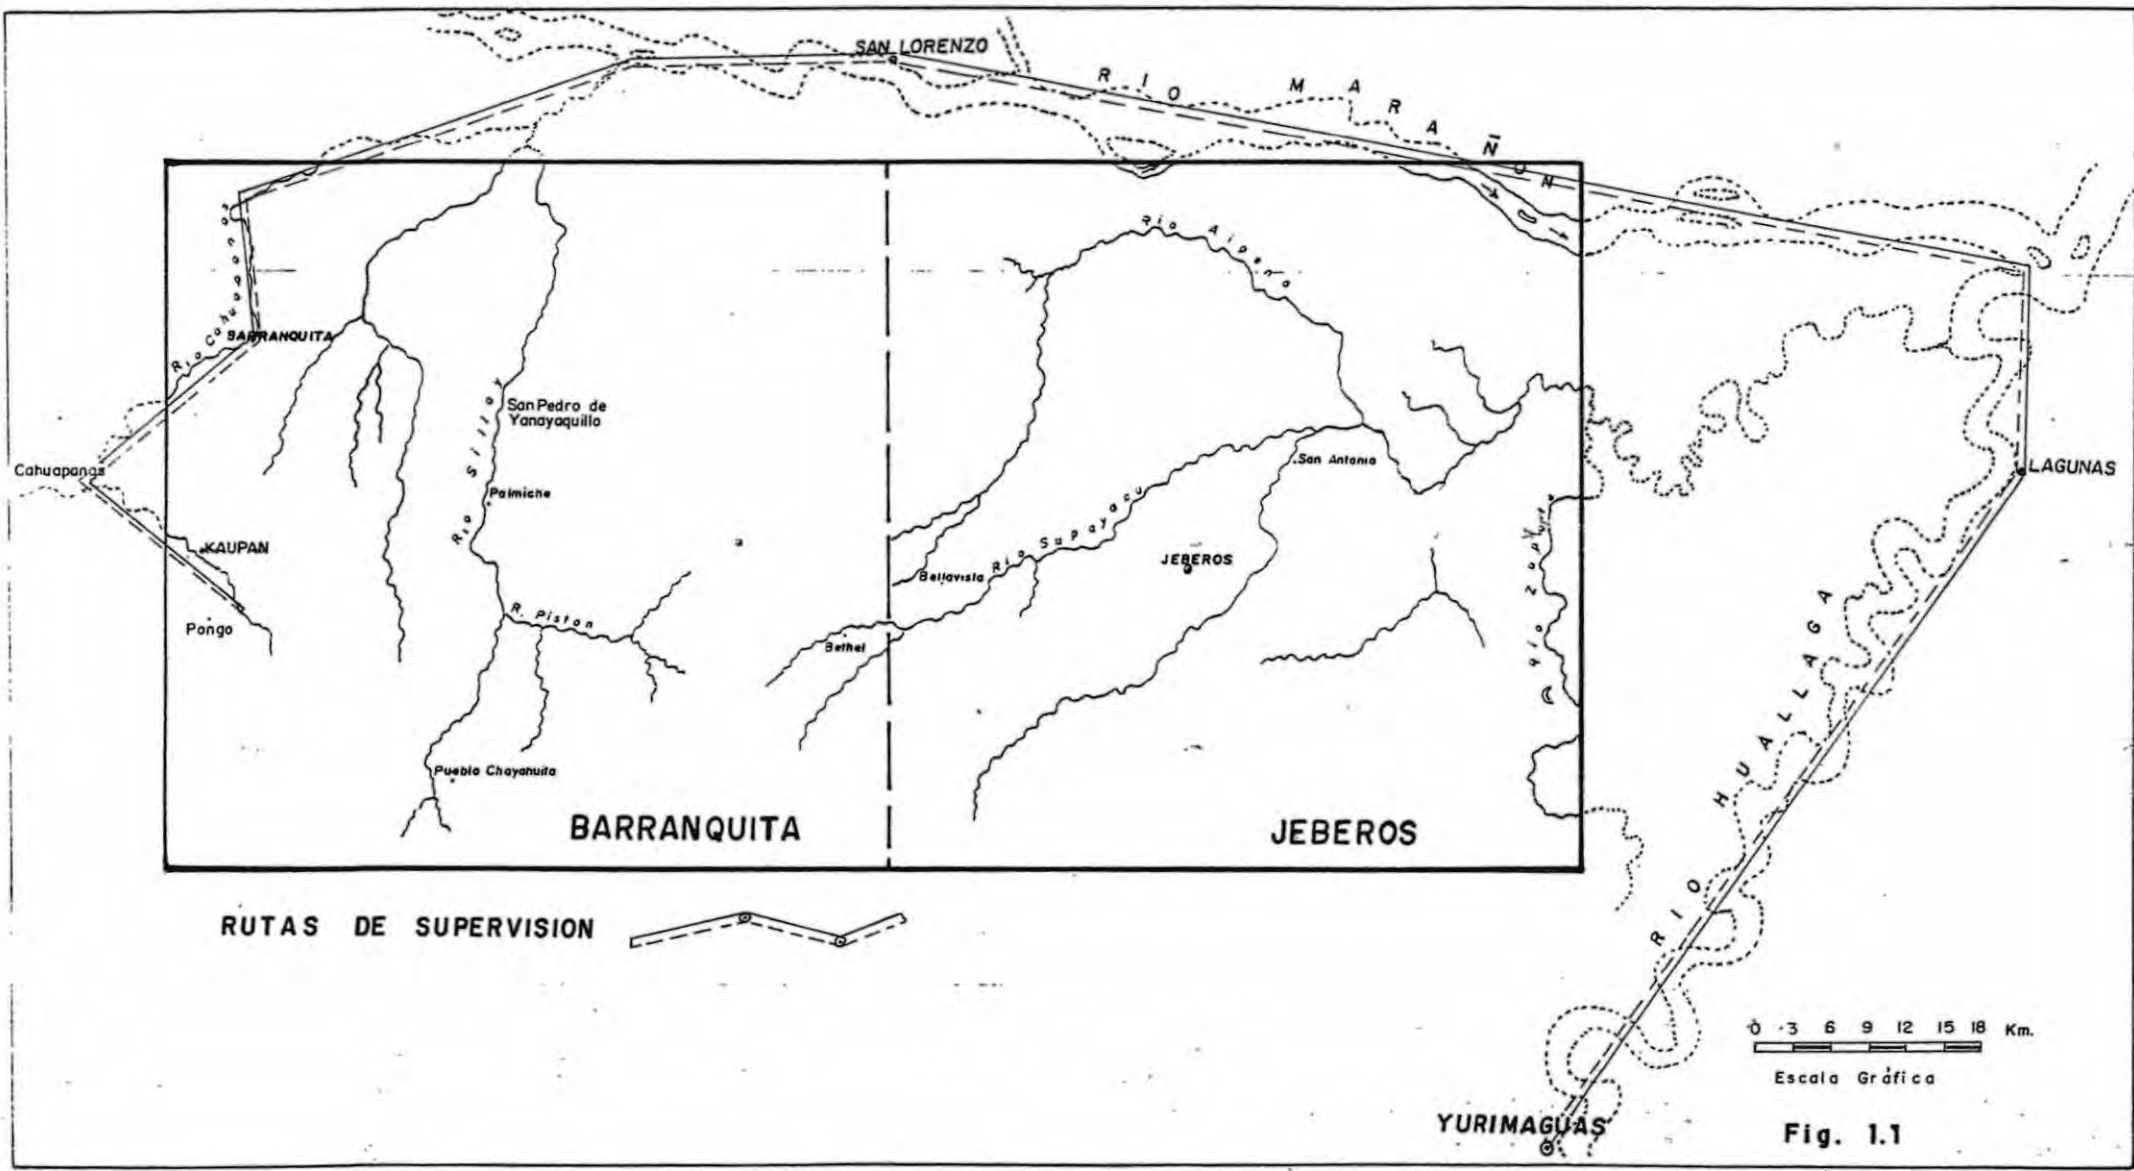 SAN LORENZO
RIO MARAÑON
Rio Cahuapanas
BARRANQUITA
Rio Aipena
San Pedro de
Yanayaquillo
Rio Sillay
Cahuapanas
Palmiche
San Antonio
LAGUNAS
KAUPAN
Rio Supayacu
JEBEROS
Bellavista
Pongo
R. Piston
Bethel
RIO HUALLAGA
Pueblo Chayahuita
BARRANQUITA
JEBEROS
RUTAS DE SUPERVISION
0 3 6 9 12 15 18 Km.
Escala Gráfica
YURIMAGUAS
Fig. 1.1